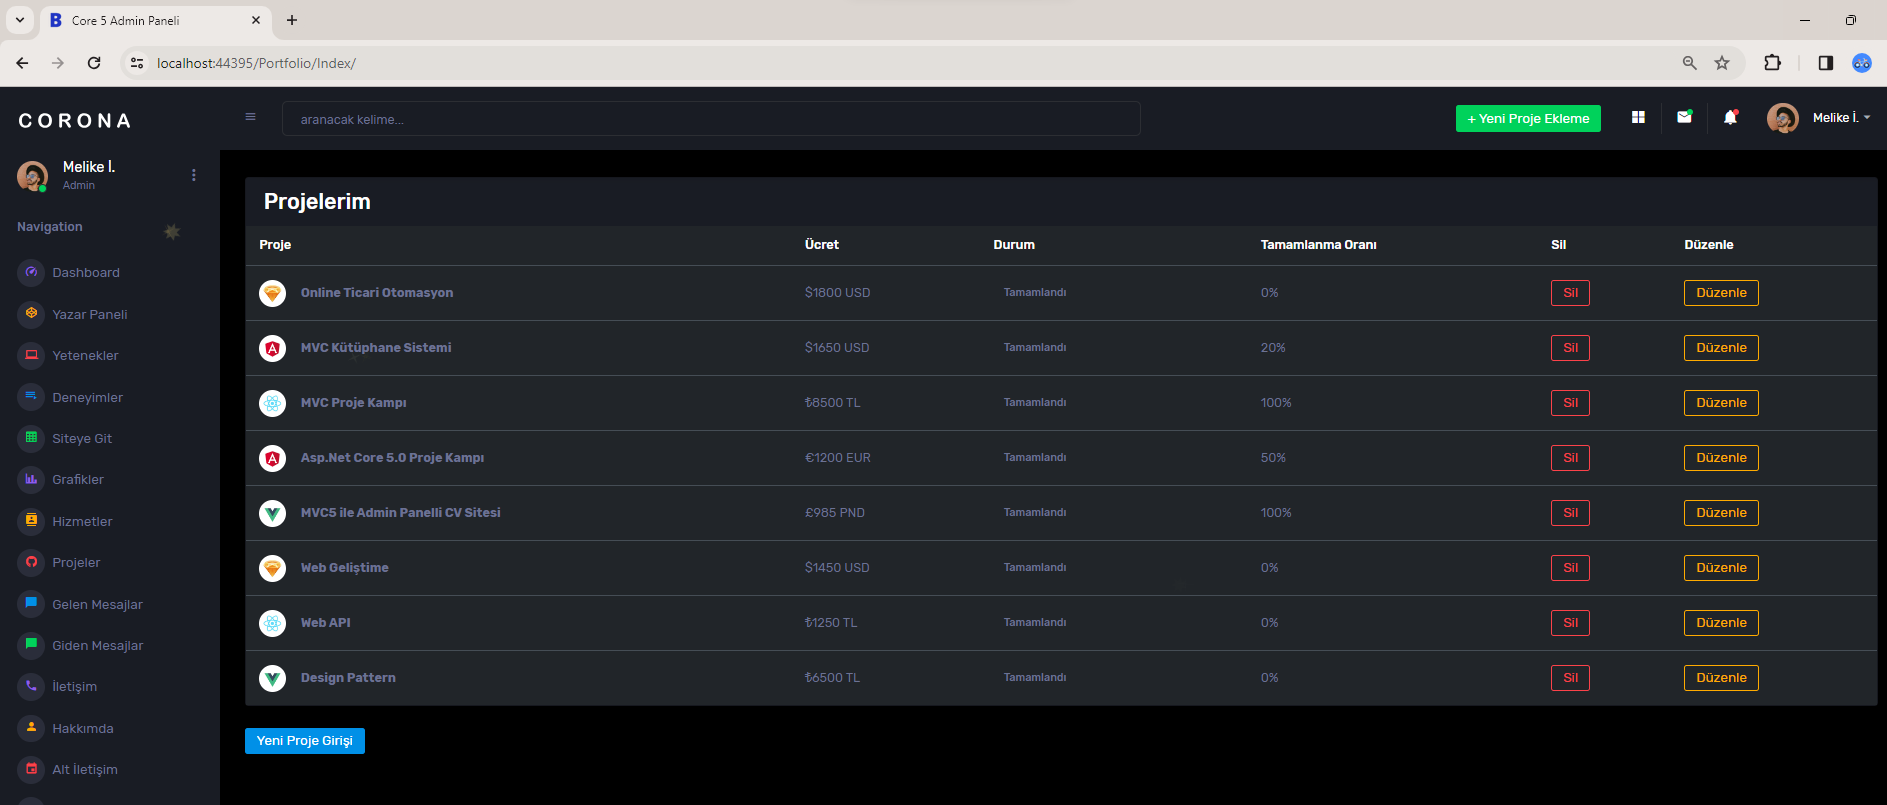 Core 5 Admin Paneli
localhost:44395/Portfolio/Index/
CORONA
aranacak kelime...
+ Yeni Proje Ekleme
Melike İ.
Melike İ.
Admin
Navigation
Dashboard
Yazar Paneli
Yetenekler
Deneyimler
Siteye Git
Grafikler
Hizmetler
Projeler
Gelen Mesajlar
Giden Mesajlar
İletişim
Hakkımda
Alt İletişim
Projelerim
Proje Ücret Durum Tamamlanma Oranı Sil Düzenle
Online Ticari Otomasyon $1800 USD Tamamlandı 0% Sil Düzenle
MVC Kütüphane Sistemi $1650 USD Tamamlandı 20% Sil Düzenle
MVC Proje Kampı ₺8500 TL Tamamlandı 100% Sil Düzenle
Asp.Net Core 5.0 Proje Kampı €1200 EUR Tamamlandı 50% Sil Düzenle
MVC5 ile Admin Panelli CV Sitesi £985 PND Tamamlandı 100% Sil Düzenle
Web Geliştime $1450 USD Tamamlandı 0% Sil Düzenle
Web API ₺1250 TL Tamamlandı 0% Sil Düzenle
Design Pattern ₺6500 TL Tamamlandı 0% Sil Düzenle
Yeni Proje Girişi